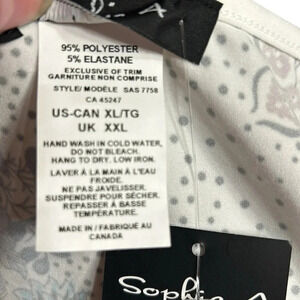 95% POLYESTER
5% ELASTANE
EXCLUSIVE OF TRIM
GARNITURE NON COMPRISE
STYLE/ MODÈLE SAS 7758
CA 45247
US-CAN XL/TG
UK XXL
HAND WASH IN COLD WATER,
DO NOT BLEACH.
HANG TO DRY. LOW IRON.
LAVER À LA MAIN À L'EAU
FROIDE.
NE PAS JAVELISSER.
SUSPENDRE POUR SÉCHER.
REPASSER À BASSE
TEMPÉRATURE.
MADE IN / FABRIQUÉ AU
CANADA
Sophie